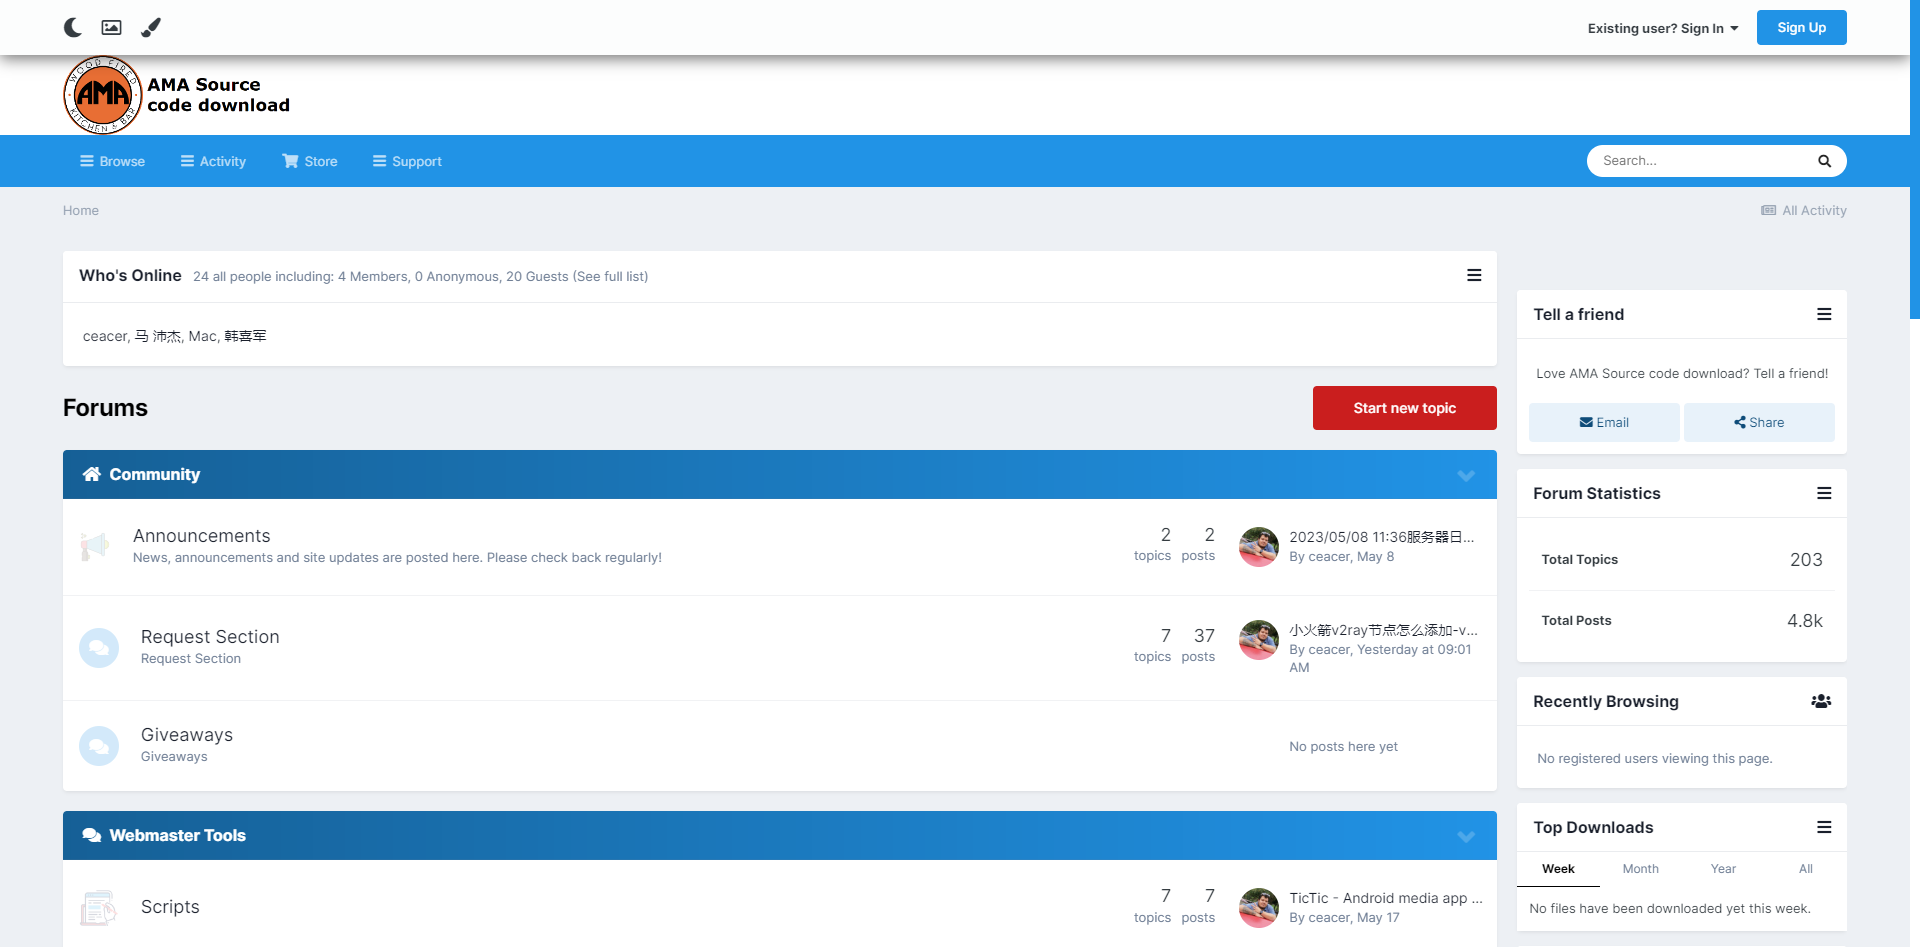 Existing user? Sign In
Sign Up
WOOD FIRED
AMA
KITCHEN & BAR
AMA Source
code download
Browse
Activity
Store
Support
Search...
Home
All Activity
Who's Online 24 all people including: 4 Members, 0 Anonymous, 20 Guests (See full list)
ceacer, 马 沛杰, Mac, 韩喜军
Forums
Start new topic
Community
Announcements
News, announcements and site updates are posted here. Please check back regularly!
2 topics
2 posts
2023/05/08 11:36服务器日...
By ceacer, May 8
Request Section
Request Section
7 topics
37 posts
小火箭v2ray节点怎么添加-v...
By ceacer, Yesterday at 09:01
AM
Giveaways
Giveaways
No posts here yet
Webmaster Tools
Scripts
7 topics
7 posts
TicTic - Android media app ...
By ceacer, May 17
Tell a friend
Love AMA Source code download? Tell a friend!
Email
Share
Forum Statistics
Total Topics 203
Total Posts 4.8k
Recently Browsing
No registered users viewing this page.
Top Downloads
Week Month Year All
No files have been downloaded yet this week.